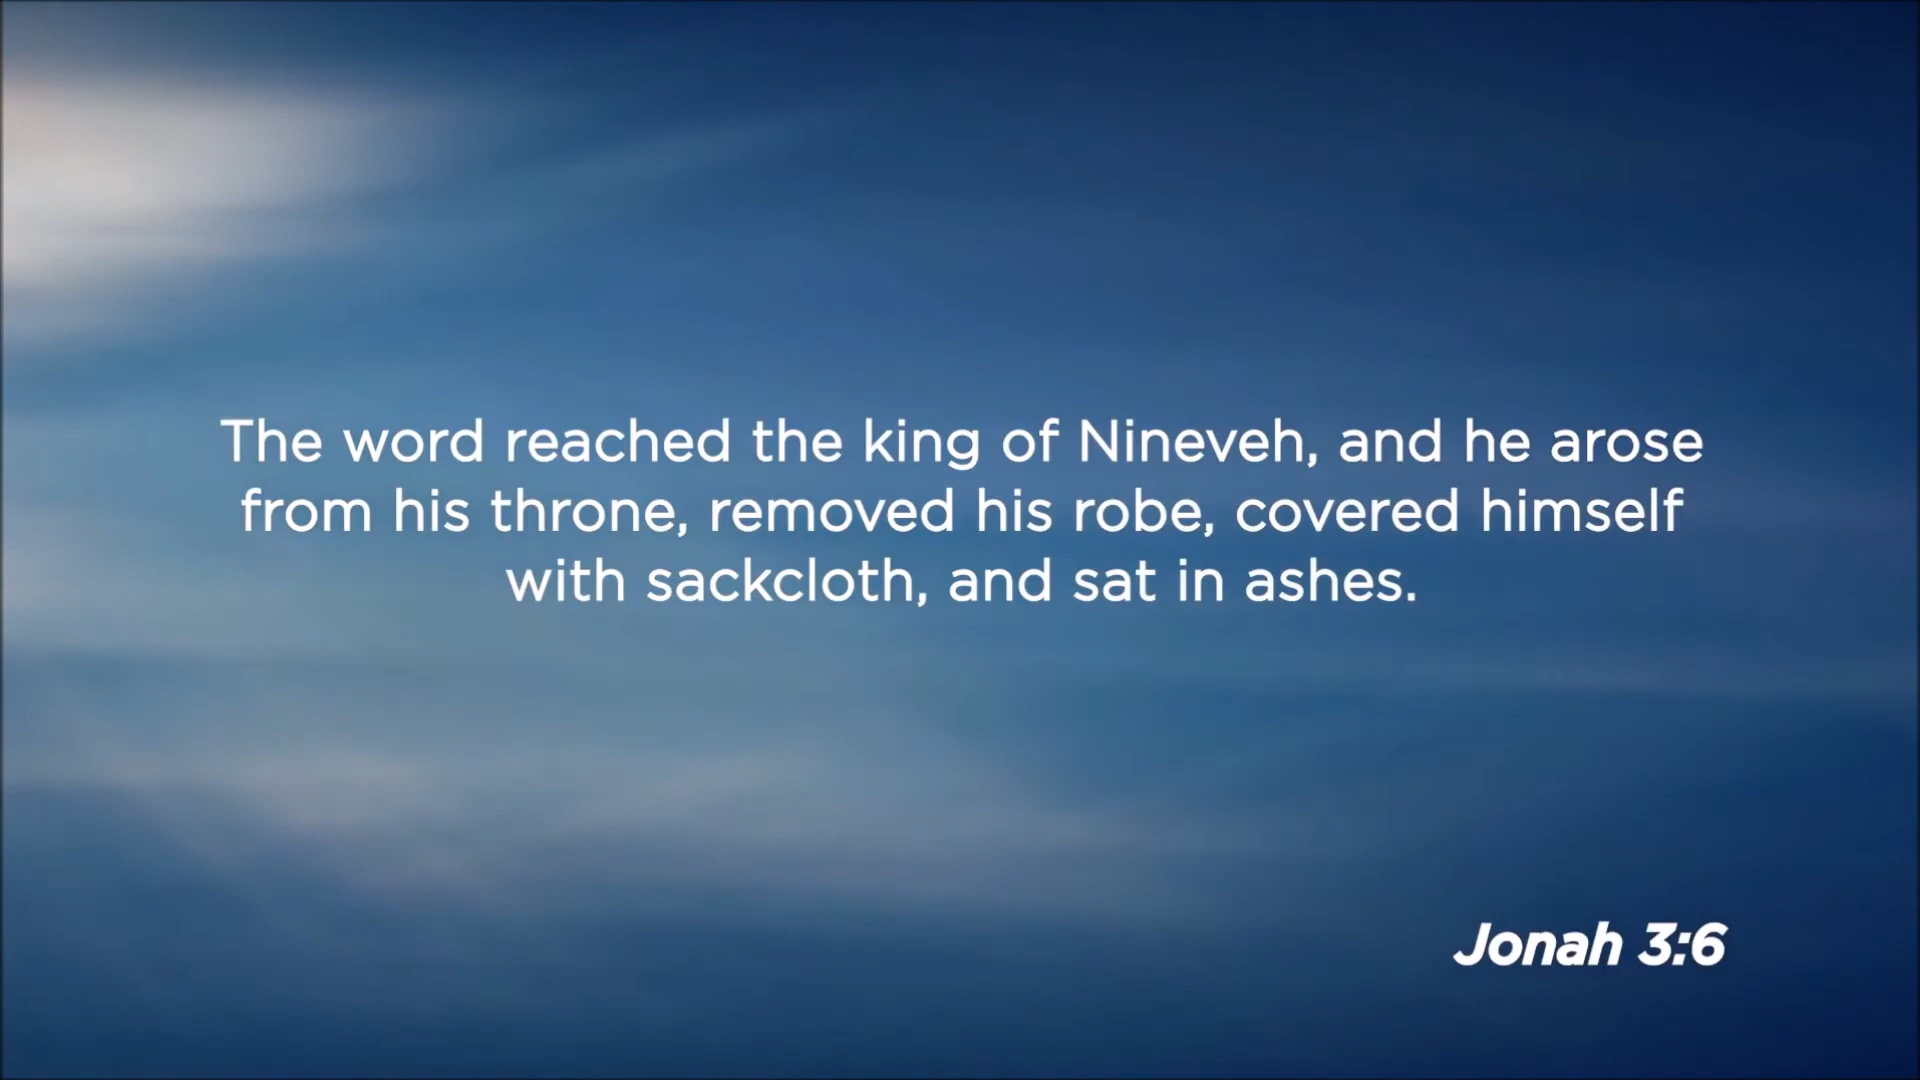 The word reached the king of Nineveh, and he arose
from his throne, removed his robe, covered himself
with sackcloth, and sat in ashes.
Jonah 3:6